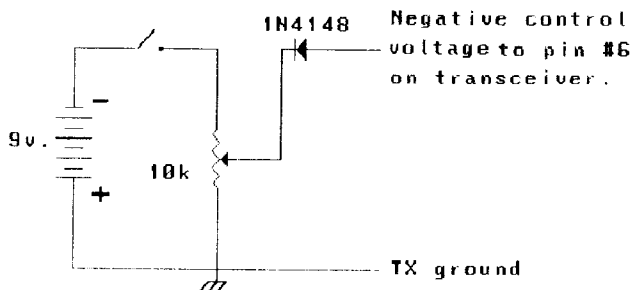 1N4148
Negative control
voltage to pin #6
on transceiver.
-
9v.
10k
+
TX ground